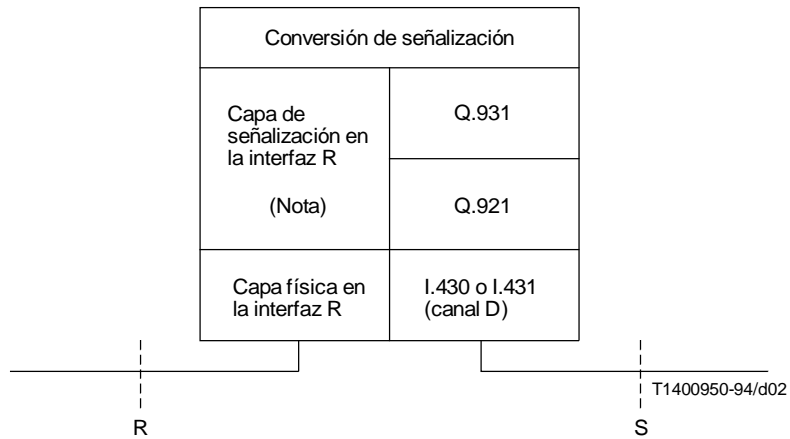 Conversión de señalización
Capa de
señalización en
la interfaz R
(Nota)
Q.931
Q.921
Capa física en
la interfaz R
I.430 o I.431
(canal D)
T1400950-94/d02
R
S